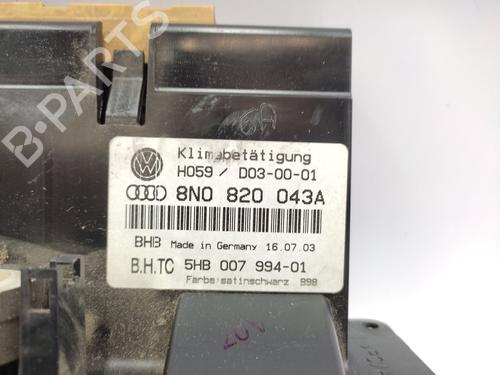 B-PARTS
Klimabetätigung
H059 / D03-00-01
8N0 820 043A
BHB Made in Germany 16.07.03
B.H.TC 5HB 007 994-01
Farbe:satinschwarz B98